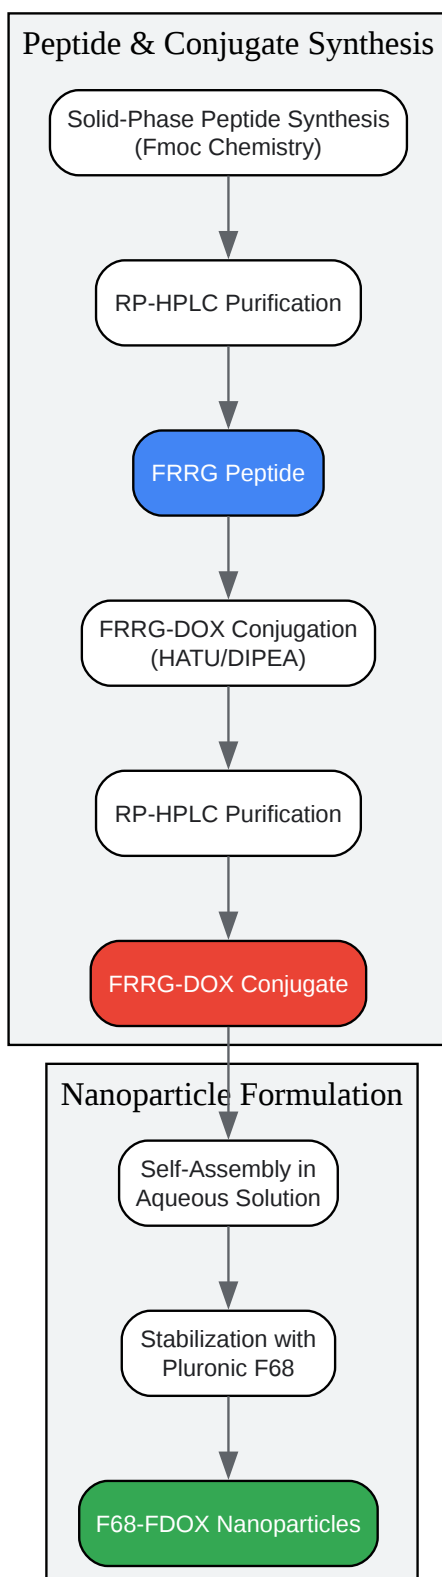 Peptide & Conjugate Synthesis
Solid-Phase Peptide Synthesis
(Fmoc Chemistry)
RP-HPLC Purification
FRRG Peptide
FRRG-DOX Conjugation
(HATU/DIPEA)
RP-HPLC Purification
FRRG-DOX Conjugate
Nanoparticle Formulation
Self-Assembly in
Aqueous Solution
Stabilization with
Pluronic F68
F68-FDOX Nanoparticles